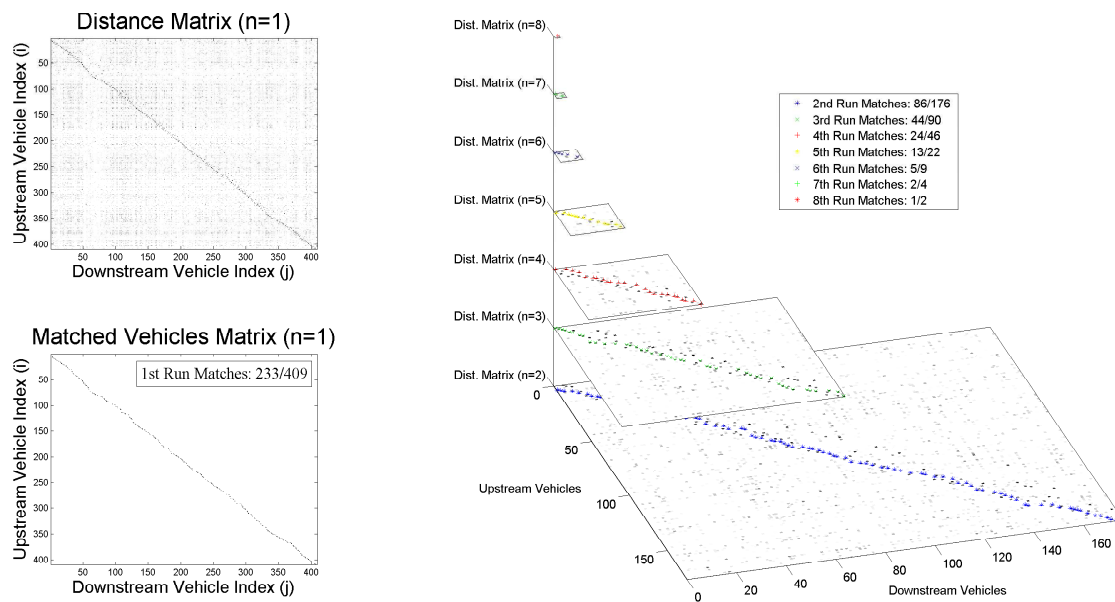 Distance Matrix (n=1)
Upstream Vehicle Index (i)
50
100
150
200
250
300
350
400
50 100 150 200 250 300 350 400
Downstream Vehicle Index (j)
Matched Vehicles Matrix (n=1)
1st Run Matches: 233/409
Upstream Vehicle Index (i)
50
100
150
200
250
300
350
400
50 100 150 200 250 300 350 400
Downstream Vehicle Index (j)
Dist. Matrix (n=8)
Dist. Matrix (n=7)
Dist. Matrix (n=6)
Dist. Matrix (n=5)
Dist. Matrix (n=4)
Dist. Matrix (n=3)
Dist. Matrix (n=2)
2nd Run Matches: 86/176
3rd Run Matches: 44/90
4th Run Matches: 24/46
5th Run Matches: 13/22
6th Run Matches: 5/9
7th Run Matches: 2/4
8th Run Matches: 1/2
0
50
100
150
Upstream Vehicles
0 20 40 60 80 100 120 140 160
Downstream Vehicles